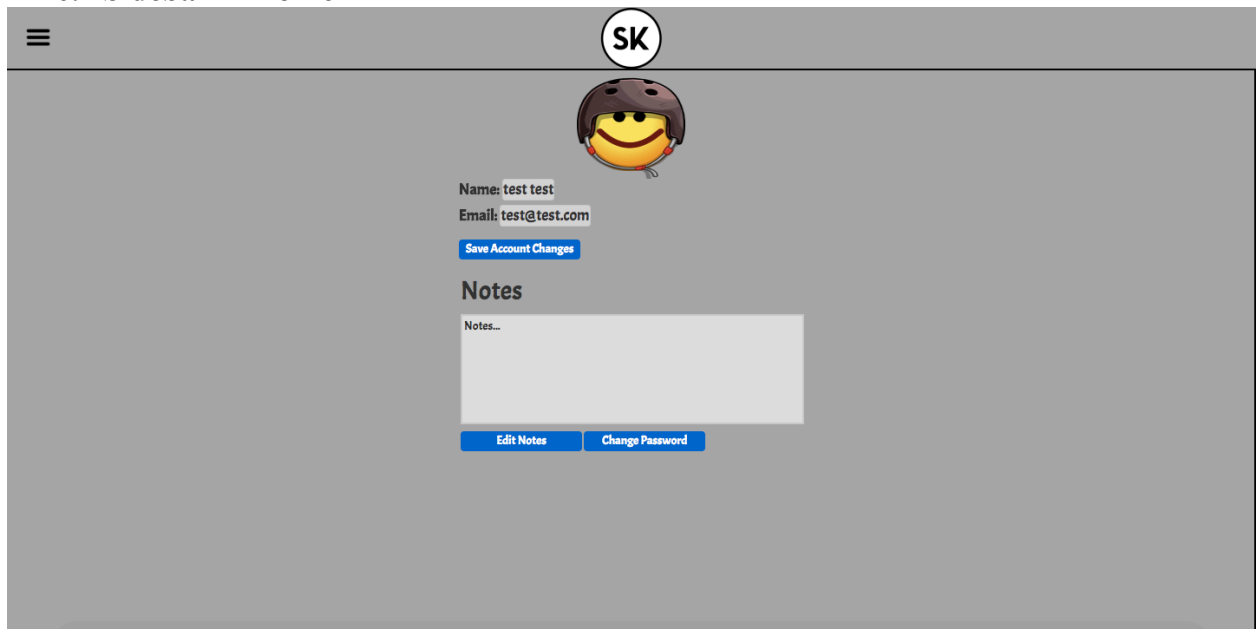 SK
Name: test test
Email: test@test.com
Save Account Changes
Notes
Notes...
Edit Notes Change Password